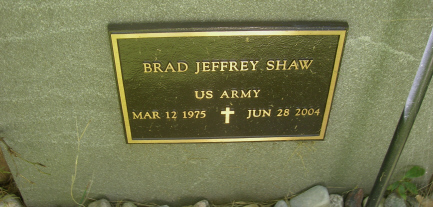 BRAD JEFFREY SHAW
US ARMY
MAR 12 1975 JUN 28 2004